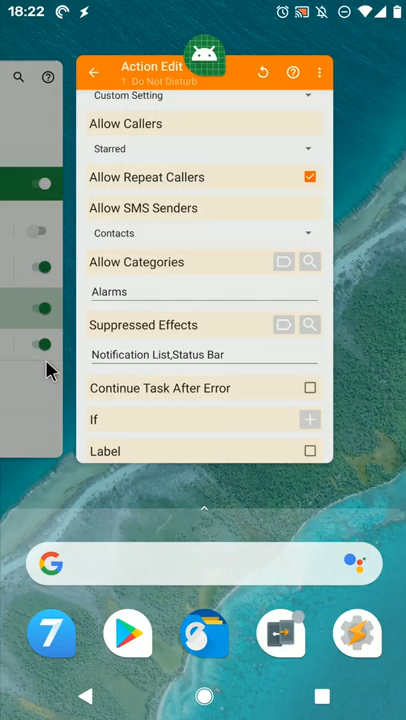 18:22
Action Edit
1. Do Not Disturb
Custom Setting
Allow Callers
Starred
Allow Repeat Callers
Allow SMS Senders
Contacts
Allow Categories
Alarms
Suppressed Effects
Notification List,Status Bar
Continue Task After Error
If
Label